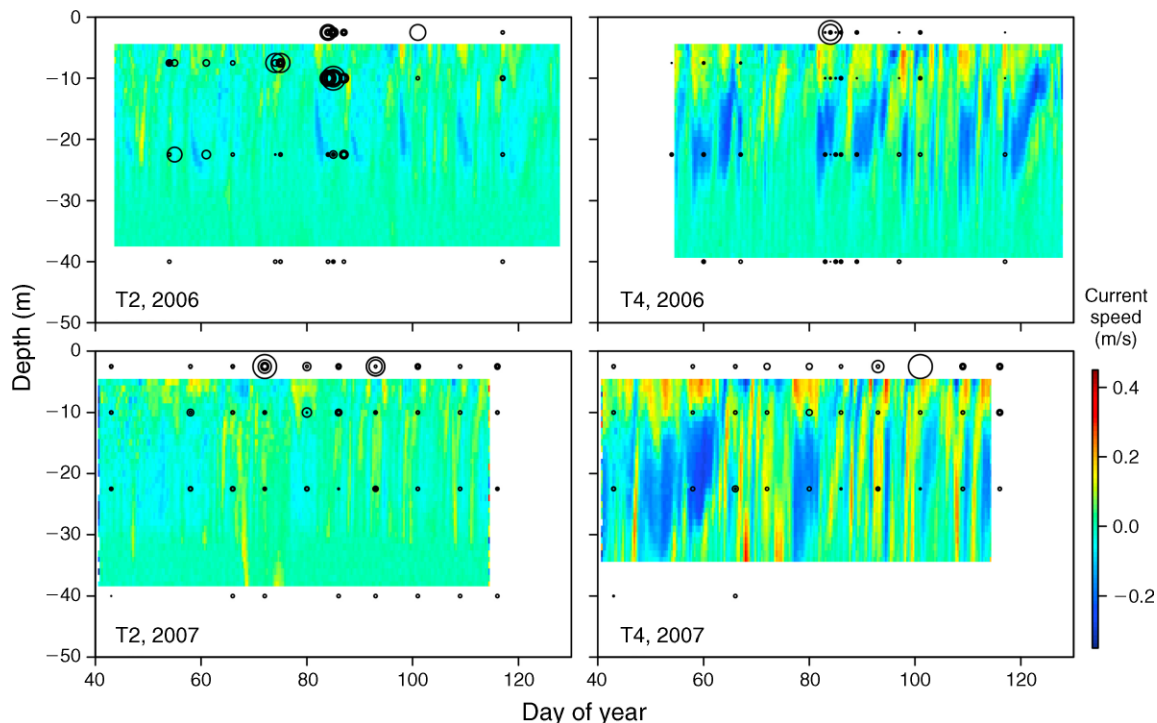 0
−10
−20
−30
−40
−50
T2, 2006
T4, 2006
Depth (m)
0
−10
−20
−30
−40
−50
T2, 2007
T4, 2007
40 60 80 100 120
40 60 80 100 120
Day of year
Current
speed
(m/s)
0.4
0.2
0.0
−0.2